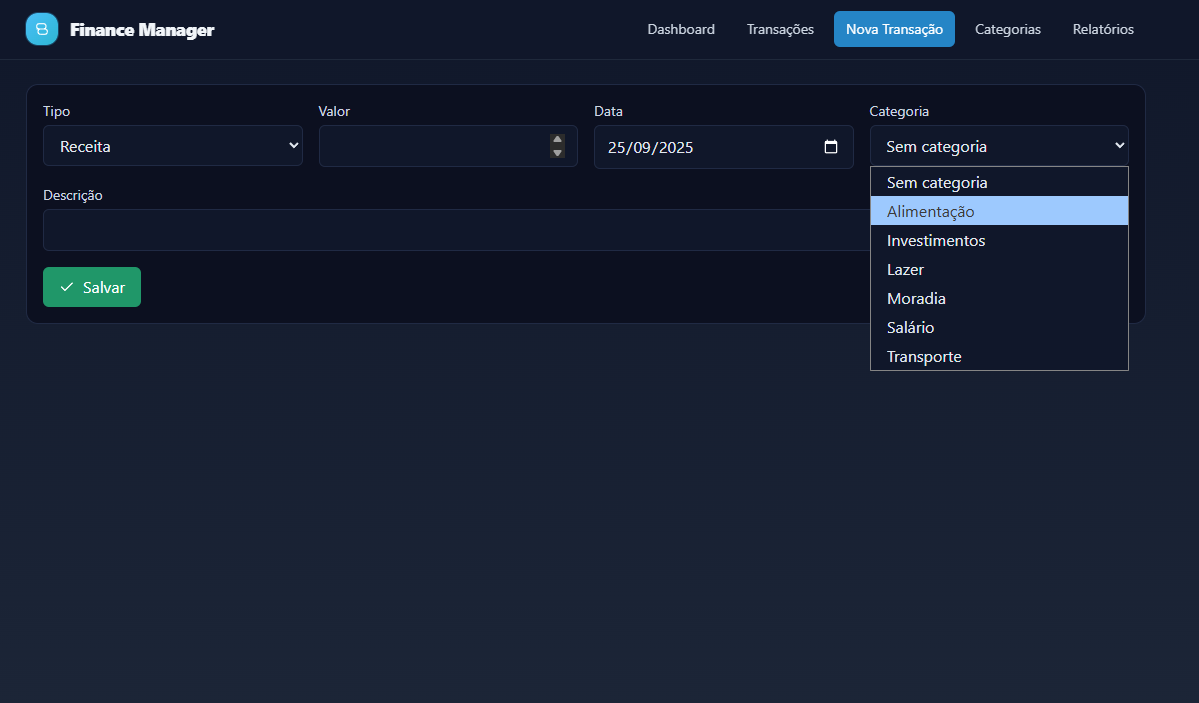 Finance Manager
Dashboard
Transações
Nova Transação
Categorias
Relatórios
Tipo
Valor
Data
Categoria
Receita
25/09/2025
Sem categoria
Sem categoria
Alimentação
Investimentos
Lazer
Moradia
Salário
Transporte
Descrição
Salvar